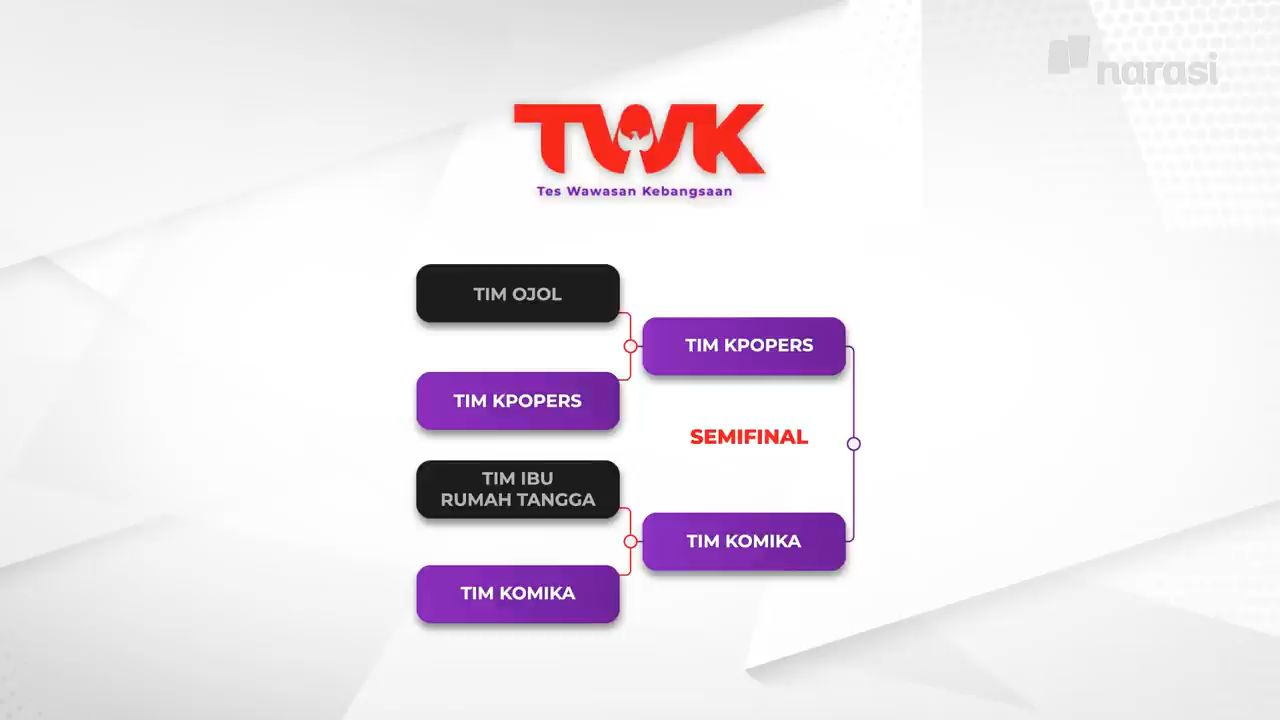 narasi
TWK
Tes Wawasan Kebangsaan
TIM OJOL
TIM KPOPERS
TIM KPOPERS
SEMIFINAL
TIM IBU
RUMAH TANGGA
TIM KOMIKA
TIM KOMIKA